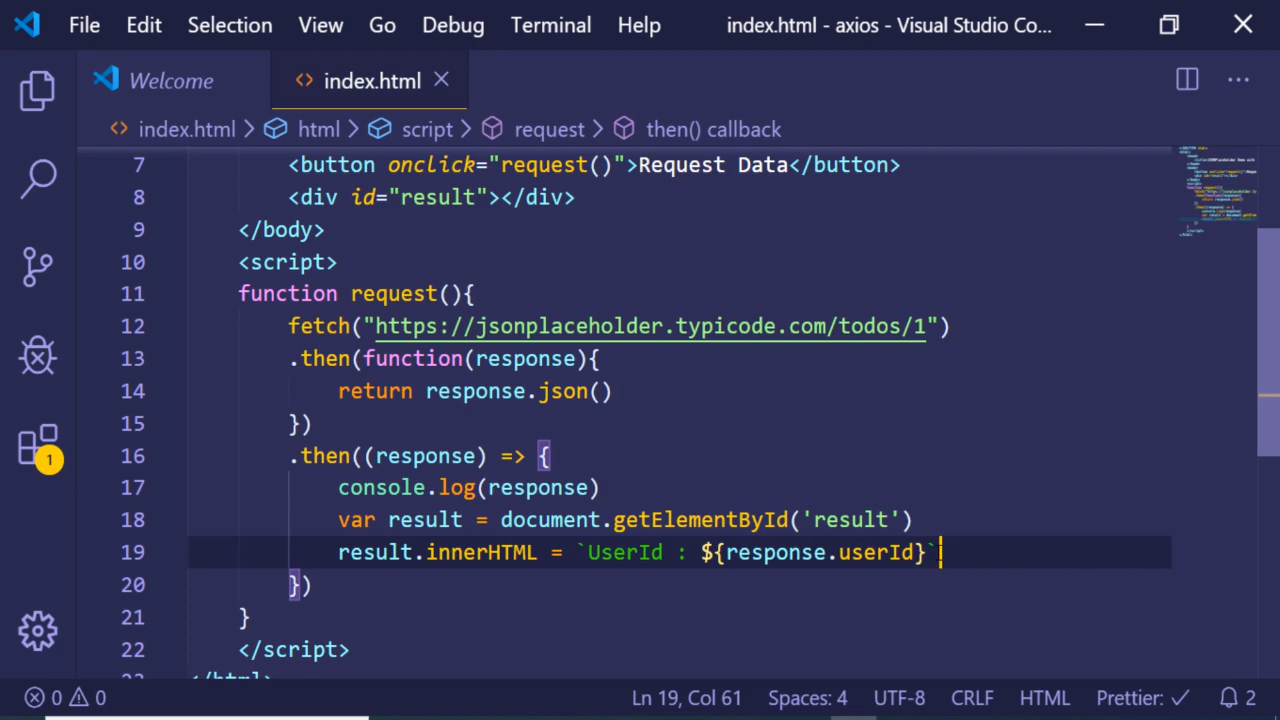 File Edit Selection View Go Debug Terminal Help index.html - axios - Visual Studio Co...
Welcome index.html
index.html > html > script > request > then() callback
7 <button onclick="request()">Request Data</button>
8 <div id="result"></div>
9 </body>
10 <script>
11 function request(){
12 fetch("https://jsonplaceholder.typicode.com/todos/1")
13 .then(function(response){
14 return response.json()
15 })
16 .then((response) => {
17 console.log(response)
18 var result = document.getElementById('result')
19 result.innerHTML = `UserId : ${response.userId}`
20 })
21 }
22 </script>
23 </html>
1
0 0 Ln 19, Col 61 Spaces: 4 UTF-8 CRLF HTML Prettier: ✓ 2